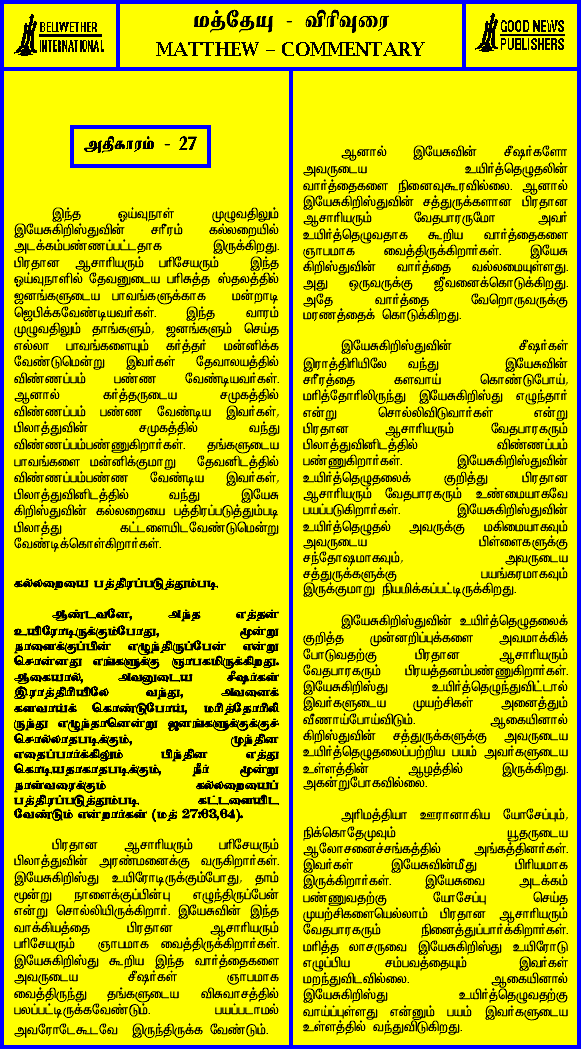 BELLWETHER
INTERNATIONAL
மத்தேயு - விரிவுரை
MATTHEW – COMMENTARY
GOOD NEWS
PUBLISHERS
அதிகாரம் - 27
இந்த ஓய்வுநாள் முழுவதிலும்
இயேசுகிறிஸ்துவின் சரீரம் கல்லறையில்
அடக்கம்பண்ணப்பட்டதாக இருக்கிறது.
பிரதான ஆசாரியரும் பரிசேயரும் இந்த
ஓய்வுநாளில் தேவனுடைய பரிசுத்த ஸ்தலத்தில்
ஜனங்களுடைய பாவங்களுக்காக மன்றாடி
ஜெபிக்கவேண்டியவர்கள். இந்த வாரம்
முழுவதிலும் தாங்களும், ஜனங்களும் செய்த
எல்லா பாவங்களையும் கர்த்தர் மன்னிக்க
வேண்டுமென்று இவர்கள் தேவாலயத்தில்
விண்ணப்பம் பண்ண வேண்டியவர்கள்.
ஆனால் கர்த்தருடைய சமுகத்தில்
விண்ணப்பம் பண்ண வேண்டிய இவர்கள்,
பிலாத்துவின் சமுகத்தில் வந்து
விண்ணப்பம்பண்ணுகிறார்கள். தங்களுடைய
பாவங்களை மன்னிக்குமாறு தேவனிடத்தில்
விண்ணப்பம்பண்ண வேண்டிய இவர்கள்,
பிலாத்துவினிடத்தில் வந்து இயேசு
கிறிஸ்துவின் கல்லறையை பத்திரப்படுத்தும்படி
பிலாத்து கட்டளையிடவேண்டுமென்று
வேண்டிக்கொள்கிறார்கள்.
கல்லறையை பத்திரப்படுத்தும்படி
ஆண்டவனே, அந்த எத்தன்
உயிரோடிருக்கும்போது, மூன்று
நாளைக்குப்பின் எழுந்திருப்பேன் என்று
சொன்னது எங்களுக்கு ஞாபகமிருக்கிறது.
ஆகையால், அவனுடைய சீஷர்கள்
இராத்திரியிலே வந்து, அவனைக்
களவாய்க் கொண்டுபோய், மரித்தோரிலி
ருந்து எழுந்தானென்று ஜனங்களுக்குச்
சொல்லாதபடிக்கும், முந்தின
எதைப்பார்க்கிலும் பிந்தின எத்து
கொடியதாகாதபடிக்கும், நீர் மூன்று
நாள்வரைக்கும் கல்லறையைப்
பத்திரப்படுத்தும்படி கட்டளையிட
வேண்டும் என்றார்கள் (மத் 27:63,64).
பிரதான ஆசாரியரும் பரிசேயரும்
பிலாத்துவின் அரண்மனைக்கு வருகிறார்கள்.
இயேசுகிறிஸ்து உயிரோடிருக்கும்போது, தாம்
மூன்று நாளைக்குப்பின்பு எழுந்திருப்பேன்
என்று சொல்லியிருக்கிறார். இயேசுவின் இந்த
வாக்கியத்தை பிரதான ஆசாரியரும்
பரிசேயரும் ஞாபகமாக வைத்திருக்கிறார்கள்.
இயேசுகிறிஸ்து கூறிய இந்த வார்த்தைகளை
அவருடைய சீஷர்கள் ஞாபமாக
வைத்திருந்து தங்களுடைய விசுவாசத்தில்
பலப்பட்டிருக்கவேண்டும். பயப்படாமல்
அவரோடேகூடவே இருந்திருக்க வேண்டும்.
ஆனால் இயேசுவின் சீஷர்களோ
அவருடைய உயிர்த்தெழுதலின்
வார்த்தைகளை நினைவுகூரவில்லை. ஆனால்
இயேசுகிறிஸ்துவின் சத்துருக்களான பிரதான
ஆசாரியரும் வேதபாரருமோ அவர்
உயிர்த்தெழுவதாக கூறிய வார்த்தைகளை
ஞாபமாக வைத்திருக்கிறார்கள். இயேசு
கிறிஸ்துவின் வார்த்தை வல்லமையுள்ளது.
அது ஒருவருக்கு ஜீவனைக்கொடுக்கிறது.
அதே வார்த்தை வேறொருவருக்கு
மரணத்தைக் கொடுக்கிறது.
இயேசுகிறிஸ்துவின் சீஷர்கள்
இராத்திரியிலே வந்து இயேசுவின்
சரீரத்தை களவாய் கொண்டுபோய்,
மரித்தோரிலிருந்து இயேசுகிறிஸ்து எழுந்தார்
என்று சொல்லிவிடுவார்கள் என்று
பிரதான ஆசாரியரும் வேதபாரகரும்
பிலாத்துவினிடத்தில் விண்ணப்பம்
பண்ணுகிறார்கள். இயேசுகிறிஸ்துவின்
உயிர்த்தெழுதலைக் குறித்து பிரதான
ஆசாரியரும் வேதபாரகரும் உண்மையாகவே
பயப்படுகிறார்கள். இயேசுகிறிஸ்துவின்
உயிர்த்தெழுதல் அவருக்கு மகிமையாகவும்
அவருடைய பிள்ளைகளுக்கு
சந்தோஷமாகவும், அவருடைய
சத்துருக்களுக்கு பயங்கரமாகவும்
இருக்குமாறு நியமிக்கப்பட்டிருக்கிறது.
இயேசுகிறிஸ்துவின் உயிர்த்தெழுதலைக்
குறித்த முன்னறிப்புக்களை அவமாக்கிக்
போடுவதற்கு பிரதான ஆசாரியரும்
வேதபாரகரும் பிரயத்தனம்பண்ணுகிறார்கள்.
இயேசுகிறிஸ்து உயிர்த்தெழுந்துவிட்டால்
இவர்களுடைய முயற்சிகள் அனைத்தும்
வீணாய்போய்விடும். ஆகையினால்
கிறிஸ்துவின் சத்துருக்களுக்கு அவருடைய
உயிர்த்தெழுதலைப்பற்றிய பயம் அவர்களுடைய
உள்ளத்தின் ஆழத்தில் இருக்கிறது.
அகன்றுபோகவில்லை.
அரிமத்தியா ஊரானாகிய யோசேப்பும்,
நிக்கொதேமுவும் யூதருடைய
ஆலோசனைச்சங்கத்தில் அங்கத்தினர்கள்.
இவர்கள் இயேசுவின்மீது பிரியமாக
இருக்கிறார்கள். இயேசுவை அடக்கம்
பண்ணுவதற்கு யோசேப்பு செய்த
முயற்சிகளையெல்லாம் பிரதான ஆசாரியரும்
வேதபாரகரும் நினைத்துப்பார்க்கிறார்கள்.
மரித்த லாசருவை இயேசுகிறிஸ்து உயிரோடு
எழுப்பிய சம்பவத்தையும் இவர்கள்
மறந்துவிடவில்லை. ஆகையினால்
இயேசுகிறிஸ்து உயிர்த்தெழுவதற்கு
வாய்ப்புள்ளது என்னும் பயம் இவர்களுடைய
உள்ளத்தில் வந்துவிடுகிறது.